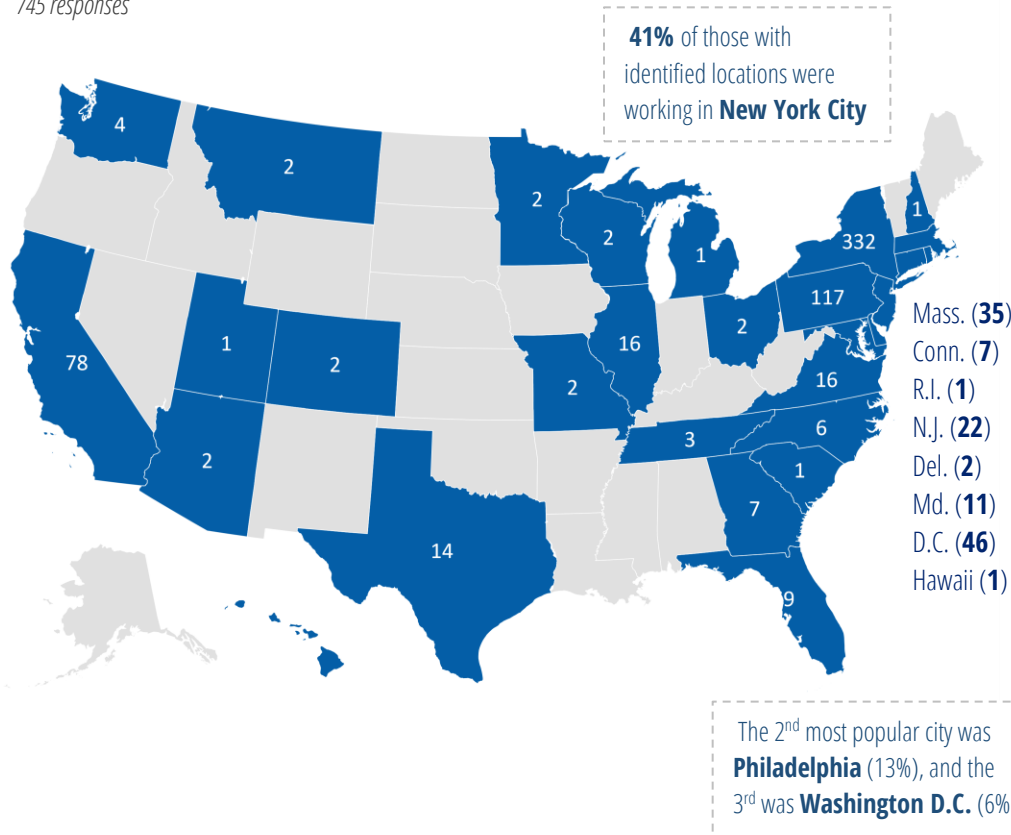 745 responses
41% of those with
identified locations were
working in New York City
4
2
2
2
1
1
332
117
2
16
78
1
2
2
16
3
6
1
2
7
14
9
Mass. (35)
Conn. (7)
R.I. (1)
N.J. (22)
Del. (2)
Md. (11)
D.C. (46)
Hawaii (1)
The 2nd most popular city was
Philadelphia (13%), and the
3rd was Washington D.C. (6%